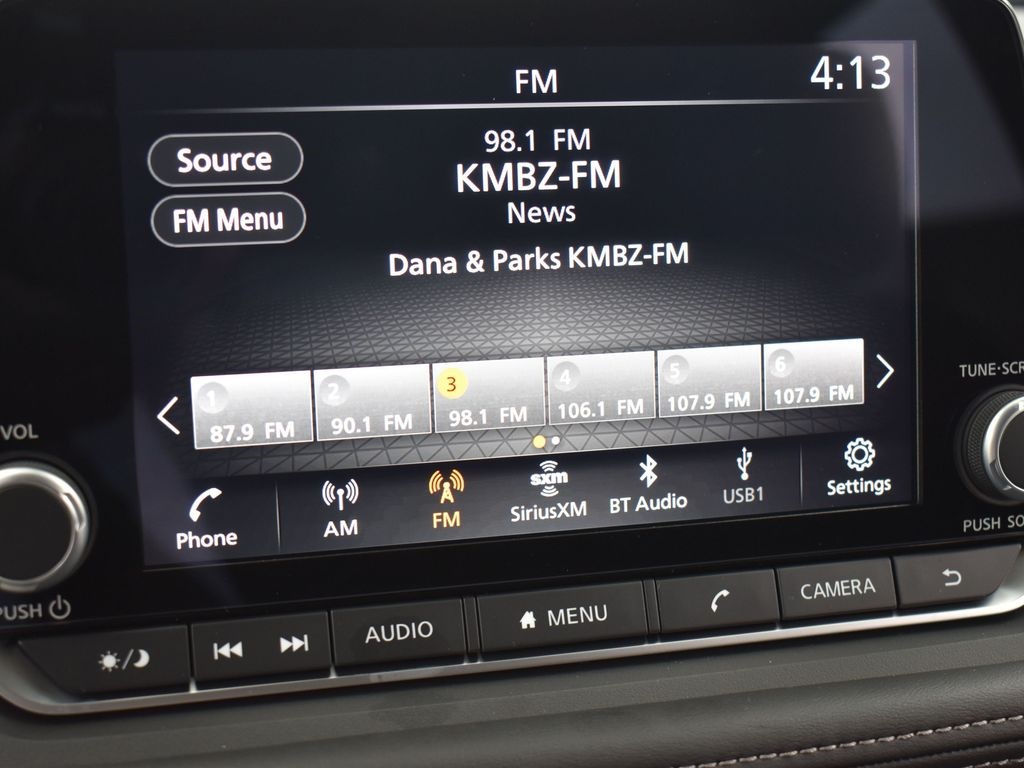 FM
4:13
Source
98.1 FM
KMBZ-FM
FM Menu
News
Dana & Parks KMBZ-FM
1
2
3
4
5
6
87.9 FM
90.1 FM
98.1 FM
106.1 FM
107.9 FM
107.9 FM
Phone
AM
FM
sxm
SiriusXM
BT Audio
USB1
Settings
VOL
PUSH
TUNE·SCR
PUSH SO
AUDIO
MENU
CAMERA